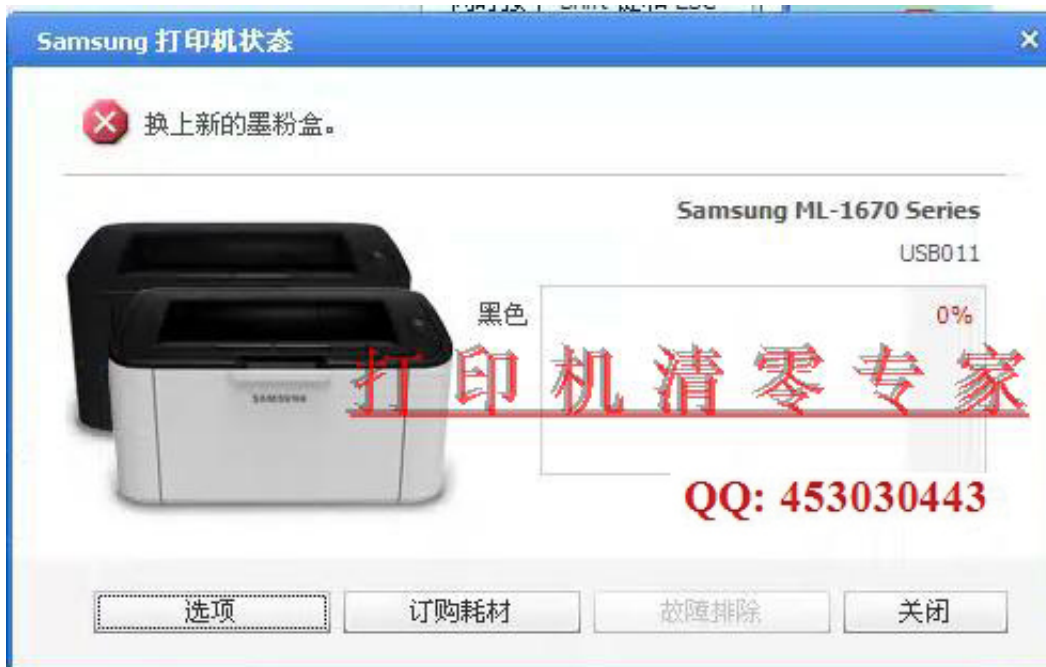 Samsung 打印机状态
换上新的墨粉盒。
Samsung ML-1670 Series
USB011
黑色
0%
打印机清零专家
QQ: 453030443
选项
订购耗材
故障排除
关闭